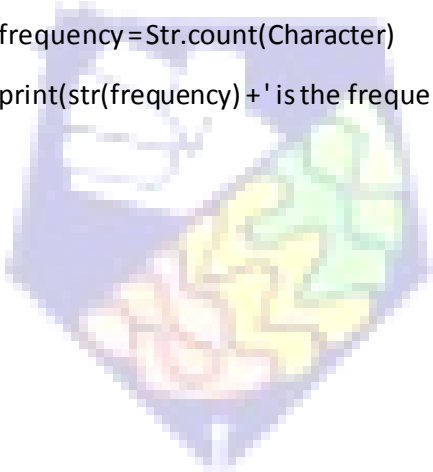 frequency=Str.count(Character)
print(str(frequency) +' is the freque